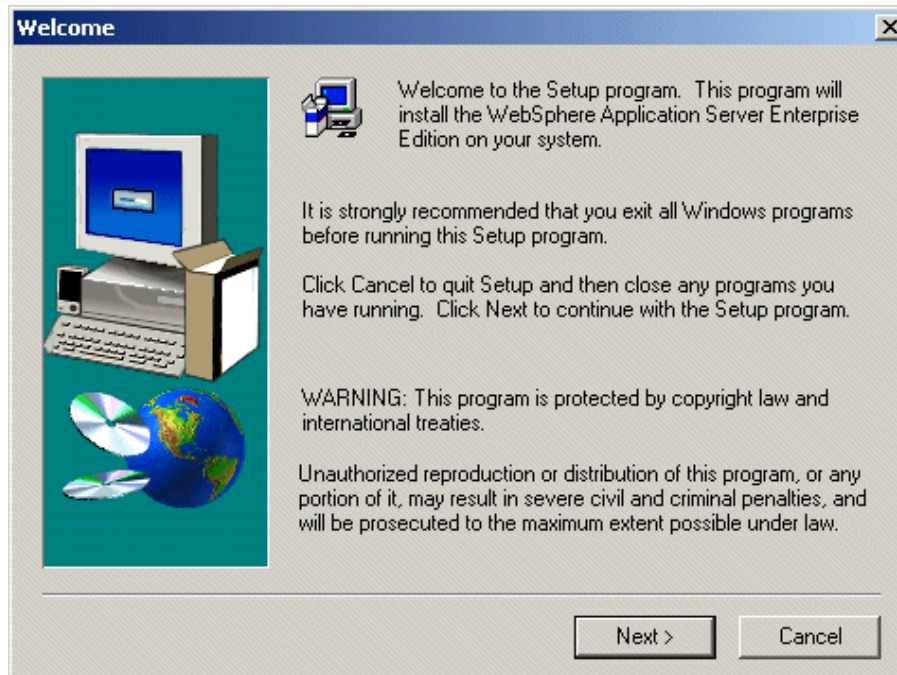 Welcome
Welcome to the Setup program. This program will
install the WebSphere Application Server Enterprise
Edition on your system.
It is strongly recommended that you exit all Windows programs
before running this Setup program.
Click Cancel to quit Setup and then close any programs you
have running. Click Next to continue with the Setup program.
WARNING: This program is protected by copyright law and
international treaties.
Unauthorized reproduction or distribution of this program, or any
portion of it, may result in severe civil and criminal penalties, and
will be prosecuted to the maximum extent possible under law.
Next >
Cancel